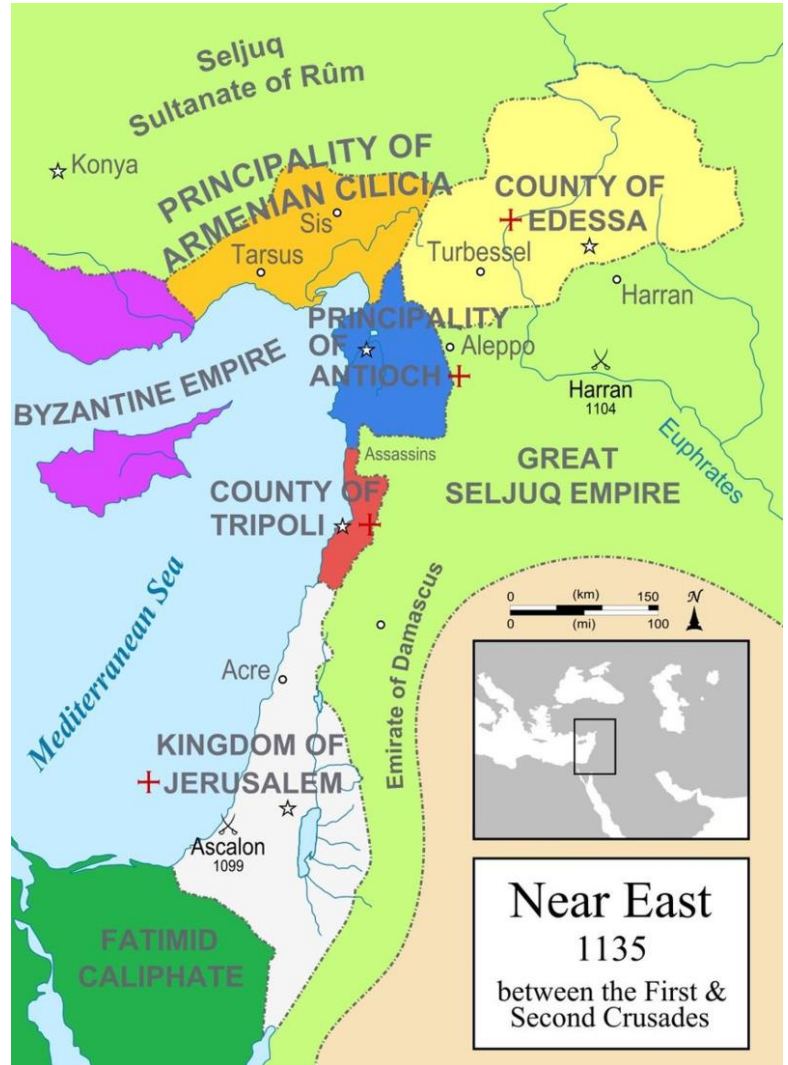 Seljuq
Sultanate of Rûm
Konya
PRINCIPALITY OF
ARMENIAN CILICIA
Sis
Tarsus
COUNTY OF
EDESSA
Turbessel
Harran
PRINCIPALITY
OF
ANTIOCH
Aleppo
Harran
1104
BYZANTINE EMPIRE
Euphrates
Assassins
GREAT
SELJUQ EMPIRE
COUNTY OF
TRIPOLI
Mediterranean Sea
Emirate of Damascus
0 (km) 150
0 (mi) 100
N
Acre
KINGDOM OF
JERUSALEM
Ascalon
1099
FATIMID
CALIPHATE
Near East
1135
between the First &
Second Crusades